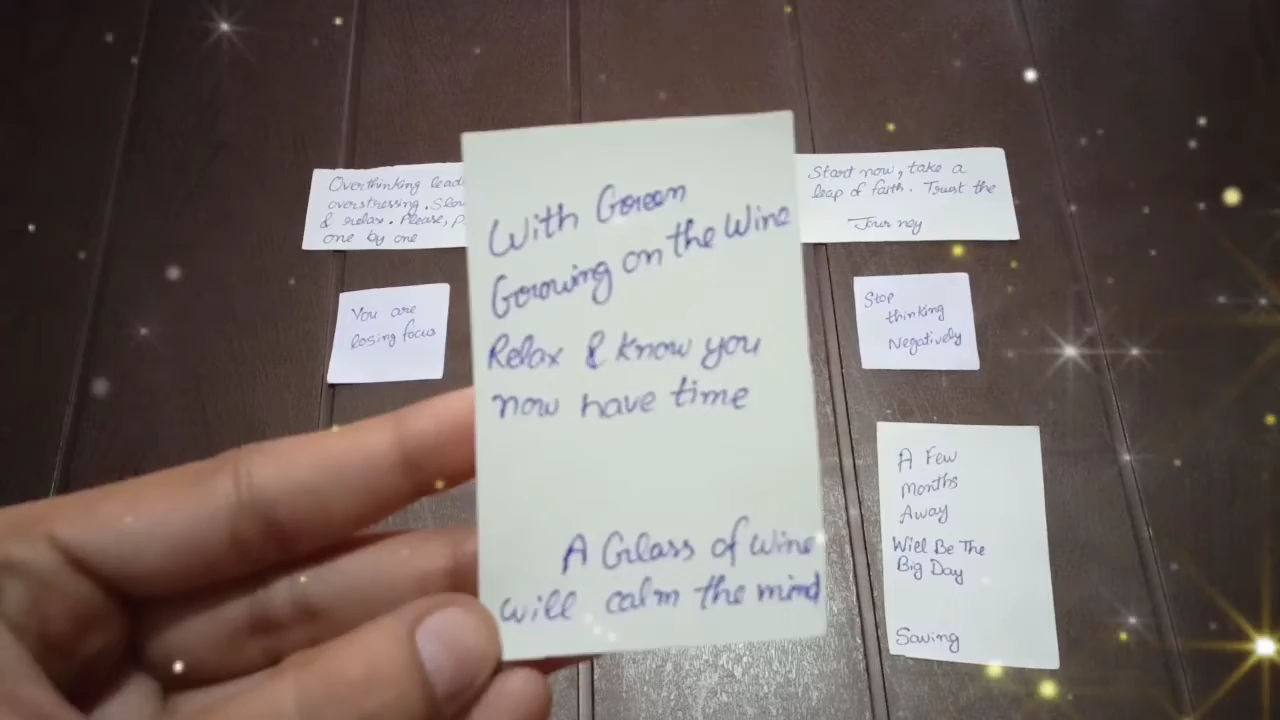 Overthinking lead
overstressing. Slow
& relax. Please, p
one by one
You are
losing focus
With Green
Growing on the Wine
Relax & know you
now have time
A Glass of wine
will calm the mind
Start now, take a
leap of faith. Trust the
Journey
Stop
thinking
Negatively
A Few
Months
Away
Will Be The
Big Day